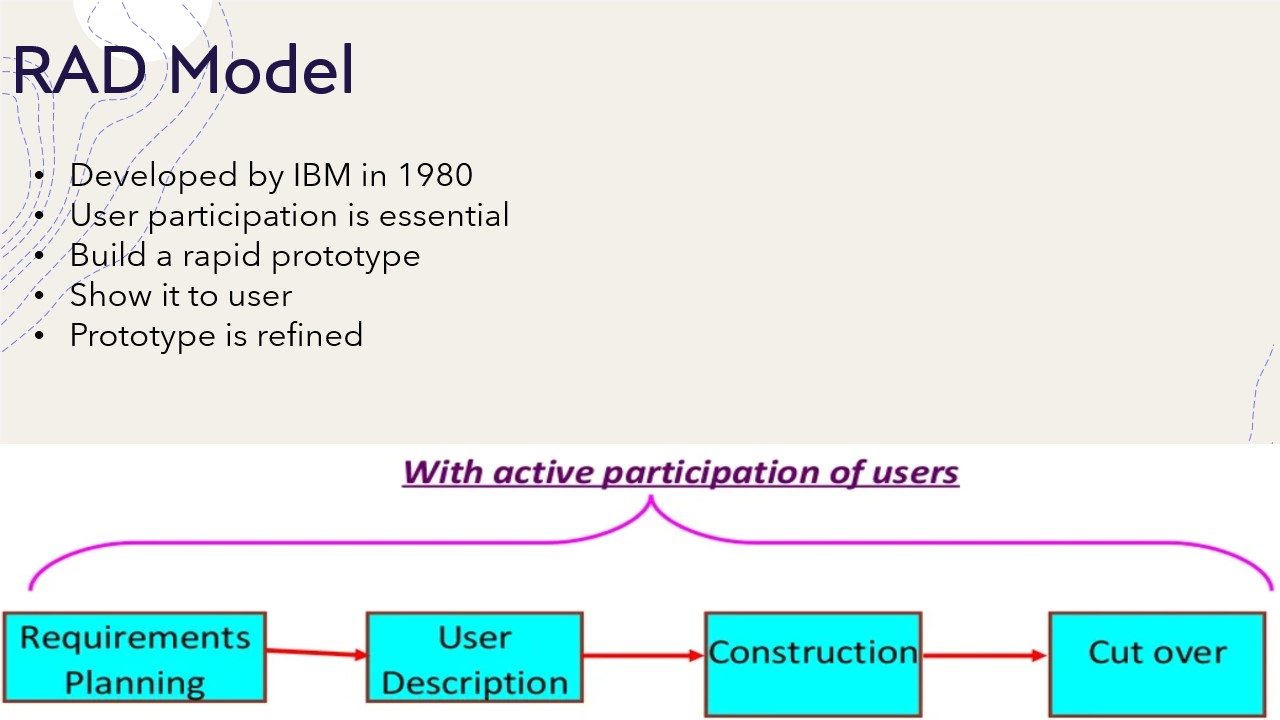 RAD Model
• Developed by IBM in 1980
• User participation is essential
• Build a rapid prototype
• Show it to user
• Prototype is refined
With active participation of users
Requirements
Planning
User
Description
Construction
Cut over